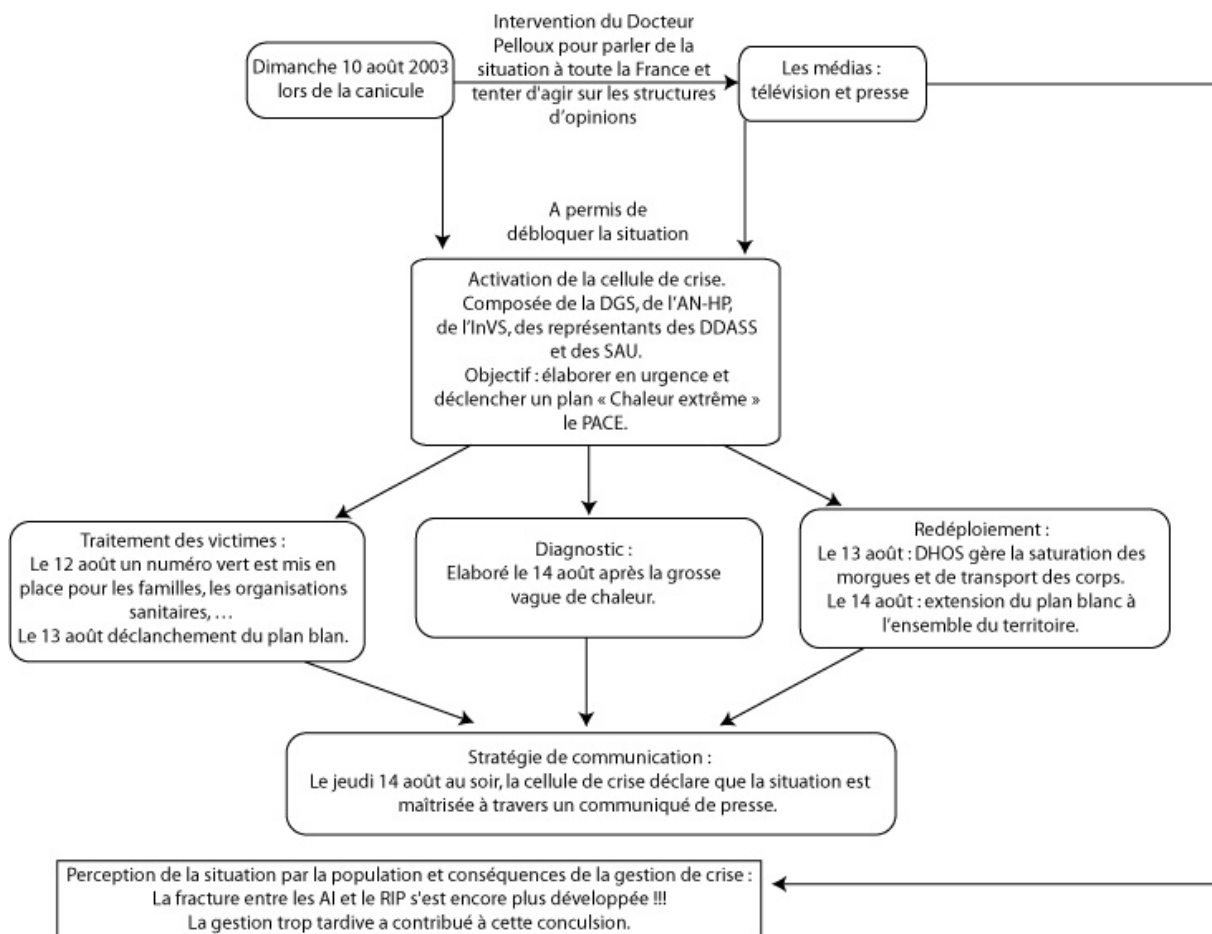 Intervention du Docteur
Pelloux pour parler de la
situation à toute la France et
tenter d'agir sur les structures
d'opinions
Dimanche 10 août 2003
lors de la canicule
Les médias :
télévision et presse
A permis de
débloquer la situation
Activation de la cellule de crise.
Composée de la DGS, de l'AN-HP,
de l'InVS, des représentants des DDASS
et des SAU.
Objectif : élaborer en urgence et
déclencher un plan « Chaleur extrême »
le PACE.
Traitement des victimes :
Le 12 août un numéro vert est mis en
place pour les familles, les organisations
sanitaires, ...
Le 13 août déclanchement du plan blan.
Diagnostic :
Elaboré le 14 août après la grosse
vague de chaleur.
Redéploiement :
Le 13 août : DHOS gère la saturation des
morgues et de transport des corps.
Le 14 août : extension du plan blanc à
l'ensemble du territoire.
Stratégie de communication :
Le jeudi 14 août au soir, la cellule de crise déclare que la situation est
maîtrisée à travers un communiqué de presse.
Perception de la situation par la population et conséquences de la gestion de crise :
La fracture entre les AI et le RIP s'est encore plus développée !!!
La gestion trop tardive a contribué à cette conculsion.